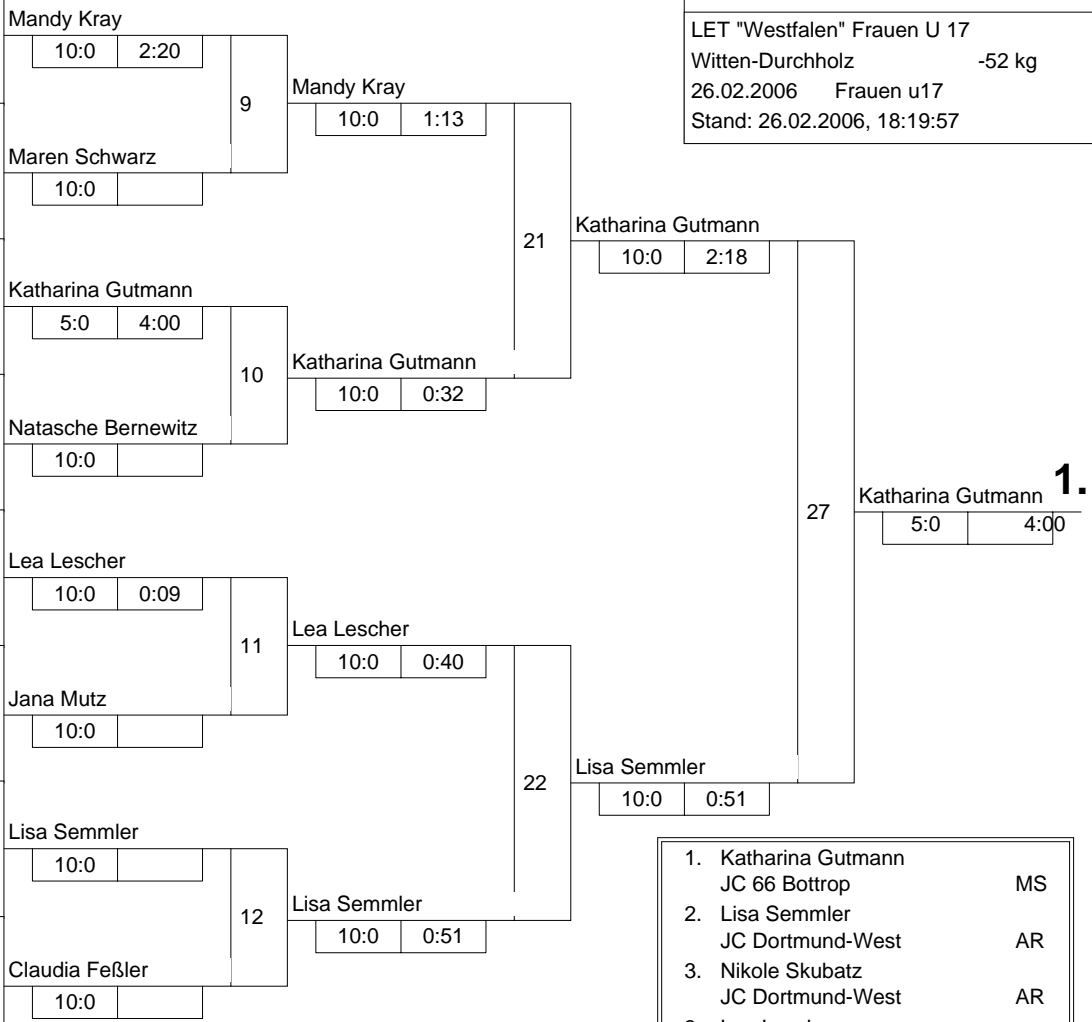 Mandy Kray
10:0 2:20
9
Maren Schwarz
10:0
Katharina Gutmann
5:0 4:00
10
Natasche Bernewitz
10:0
Lea Lescher
10:0 0:09
11
Jana Mutz
10:0
Lisa Semmler
10:0
12
Claudia Feßler
10:0
Mandy Kray
10:0 1:13
21
Katharina Gutmann
10:0 0:32
Lea Lescher
10:0 0:40
22
Lisa Semmler
10:0 0:51
Katharina Gutmann
10:0 2:18
27
Lisa Semmler
10:0 0:51
Katharina Gutmann 1.
5:0 4:00
LET "Westfalen" Frauen U 17
Witten-Durchholz -52 kg
26.02.2006 Frauen u17
Stand: 26.02.2006, 18:19:57
1. Katharina Gutmann
JC 66 Bottrop MS
2. Lisa Semmler
JC Dortmund-West AR
3. Nikole Skubatz
JC Dortmund-West AR